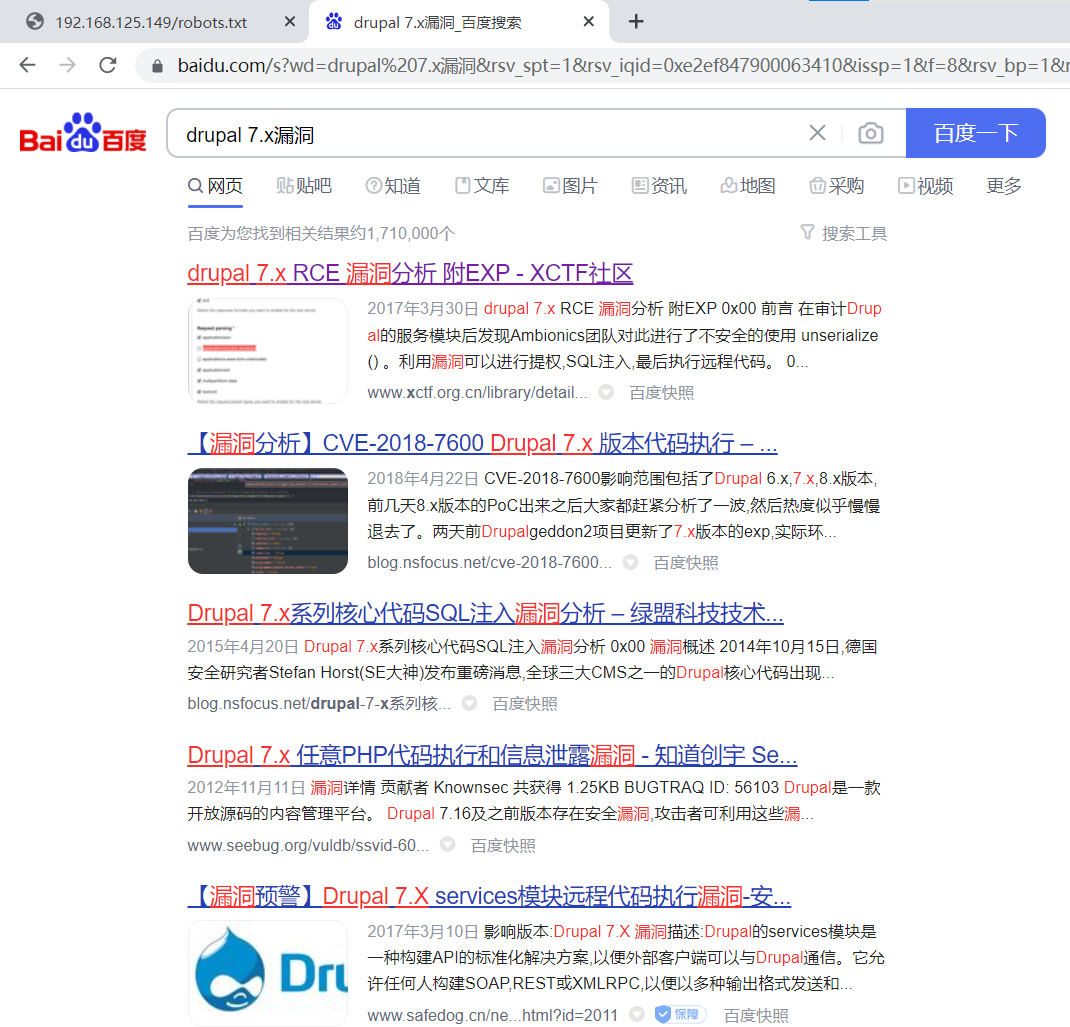 192.168.125.149/robots.txt
drupal 7.x漏洞_百度搜索
baidu.com/s?wd=drupal%207.x漏洞&rsv_spt=1&rsv_iqid=0xe2ef847900063410&issp=1&f=8&rsv_bp=1&r
Bai du 百度
drupal 7.x漏洞
百度一下
网页 贴吧 知道 文库 图片 资讯 地图 采购 视频 更多
百度为您找到相关结果约1,710,000个
搜索工具
drupal 7.x RCE 漏洞分析 附EXP - XCTF社区
2017年3月30日 drupal 7.x RCE 漏洞分析 附EXP 0x00 前言 在审计Drup
al的服务模块后发现Ambionics团队对此进行了不安全的使用 unserialize
() 。利用漏洞可以进行提权,SQL注入,最后执行远程代码。 0...
www.xctf.org.cn/library/detail... 百度快照
【漏洞分析】CVE-2018-7600 Drupal 7.x 版本代码执行 – ...
2018年4月22日 CVE-2018-7600影响范围包括了Drupal 6.x,7.x,8.x版本,
前几天8.x版本的PoC出来之后大家都赶紧分析了一波,然后热度似乎慢慢
退去了。两天前Drupalgeddon2项目更新了7.x版本的exp,实际环...
blog.nsfocus.net/cve-2018-7600... 百度快照
Drupal 7.x系列核心代码SQL注入漏洞分析 – 绿盟科技技术...
2015年4月20日 Drupal 7.x系列核心代码SQL注入漏洞分析 0x00 漏洞概述 2014年10月15日,德国
安全研究者Stefan Horst(SE大神)发布重磅消息,全球三大CMS之一的Drupal核心代码出现...
blog.nsfocus.net/drupal-7-x系列核... 百度快照
Drupal 7.x 任意PHP代码执行和信息泄露漏洞 - 知道创宇 Se...
2012年11月11日 漏洞详情 贡献者 Knownsec 共获得 1.25KB BUGTRAQ ID: 56103 Drupal是一款
开放源码的内容管理平台。 Drupal 7.16及之前版本存在安全漏洞,攻击者可利用这些漏...
www.seebug.org/vuldb/ssvid-60... 百度快照
【漏洞预警】Drupal 7.X services模块远程代码执行漏洞-安...
2017年3月10日 影响版本:Drupal 7.X 漏洞描述:Drupal的services模块是
一种构建API的标准化解决方案,以便外部客户端可以与Drupal通信。它允
许任何人构建SOAP,REST或XMLRPC,以便以多种输出格式发送和...
Dru
www.safedog.cn/ne...html?id=2011 保障 百度快照